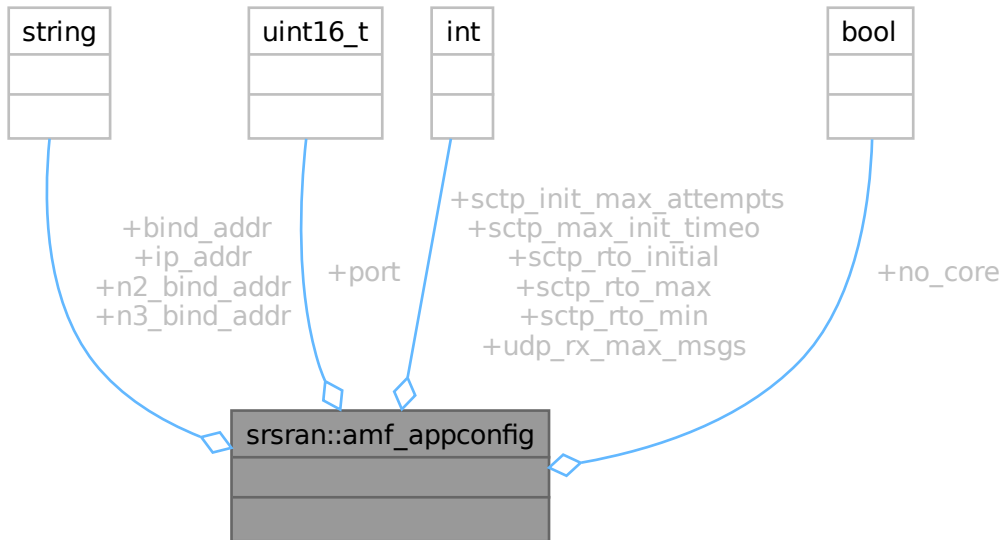 string
uint16_t
int
bool
+bind_addr
+ip_addr
+n2_bind_addr
+n3_bind_addr
+port
+sctp_init_max_attempts
+sctp_max_init_timeo
+sctp_rto_initial
+sctp_rto_max
+sctp_rto_min
+udp_rx_max_msgs
+no_core
srsran::amf_appconfig